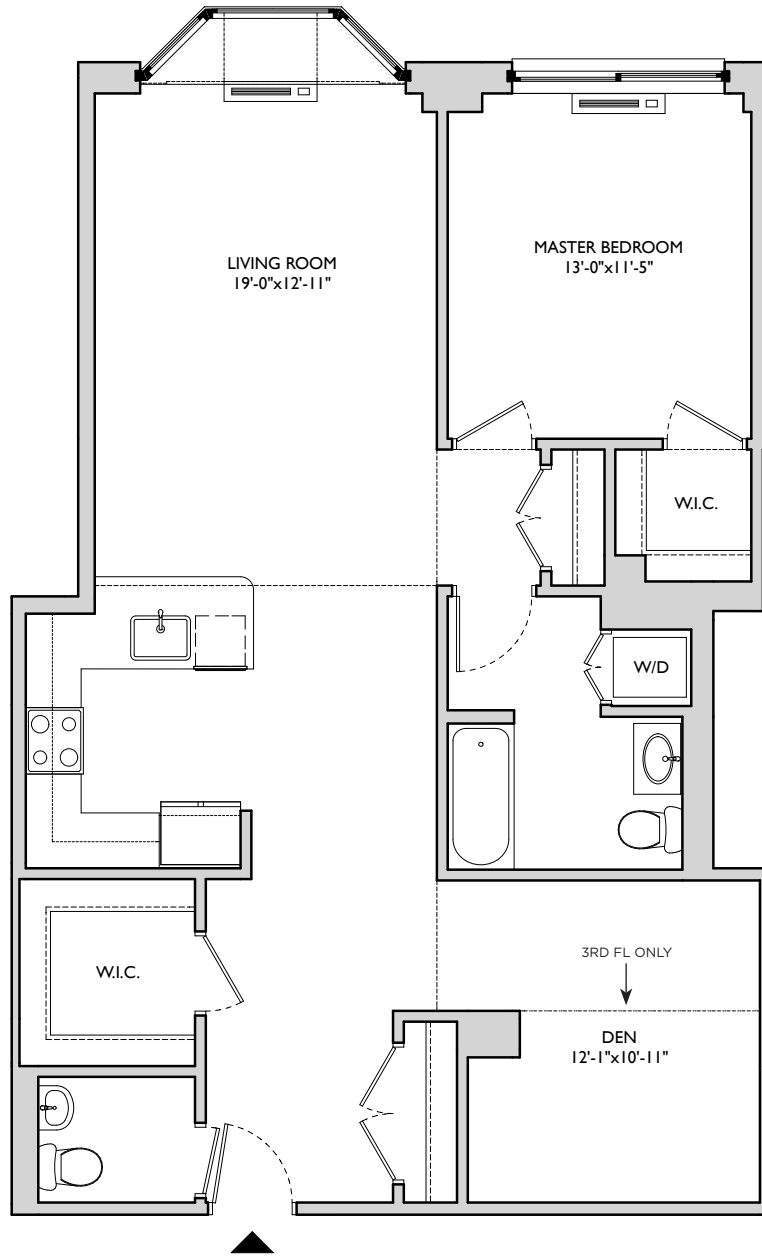 LIVING ROOM
19'-0"x12'-11"
MASTER BEDROOM
13'-0"x11'-5"
W.I.C.
W/D
W.I.C.
3RD FL ONLY
DEN
12'-1"x10'-11"